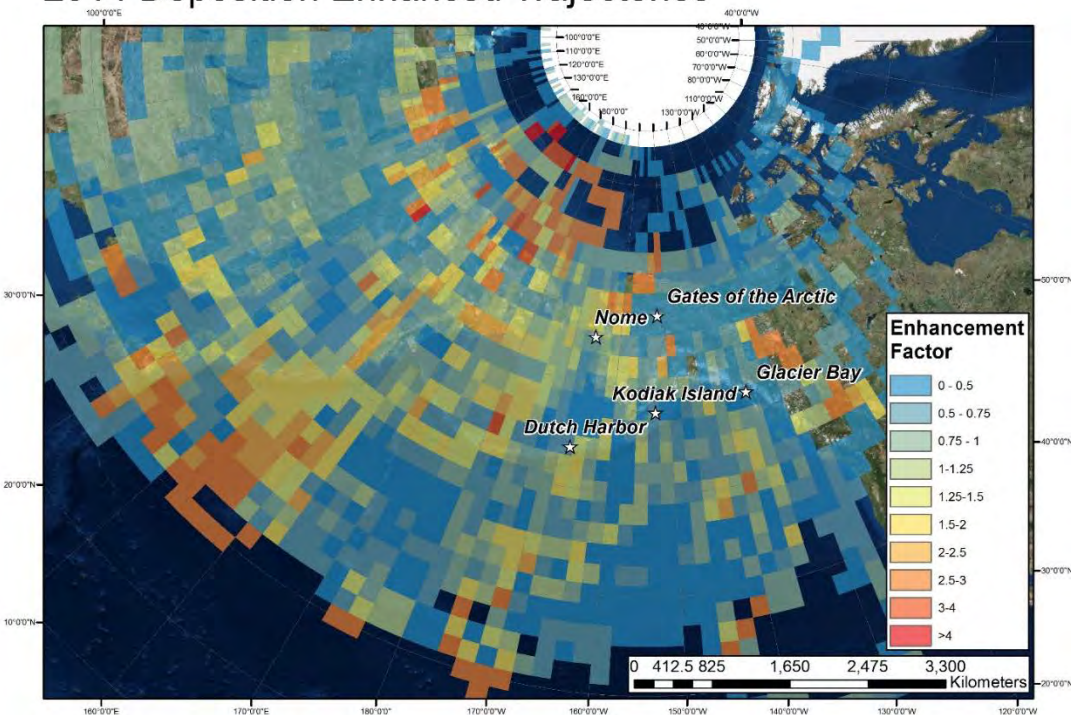 100°0'0"E
40°0'0"W
100°0'0"E
110°0'0"E
120°0'0"E
130°0'0"E
160°0'0"E
130°0'0"W
110°0'0"W
80°0'0"W
70°0'0"W
60°0'0"W
50°0'0"W
30°0'0"N
20°0'0"N
10°0'0"N
Gates of the Arctic
Nome
Glacier Bay
Kodiak Island
Dutch Harbor
40°0'0"N
30°0'0"N
20°0'0"N
Enhancement
Factor
0 - 0.5
0.5 - 0.75
0.75 - 1
1-1.25
1.25-1.5
1.5-2
2-2.5
2.5-3
3-4
>4
0 412.5 825 1,650 2,475 3,300
Kilometers
160°0'0"E 170°0'0"E 180°0'0" 170°0'0"W 160°0'0"W 150°0'0"W 140°0'0"W 130°0'0"W 120°0'0"W